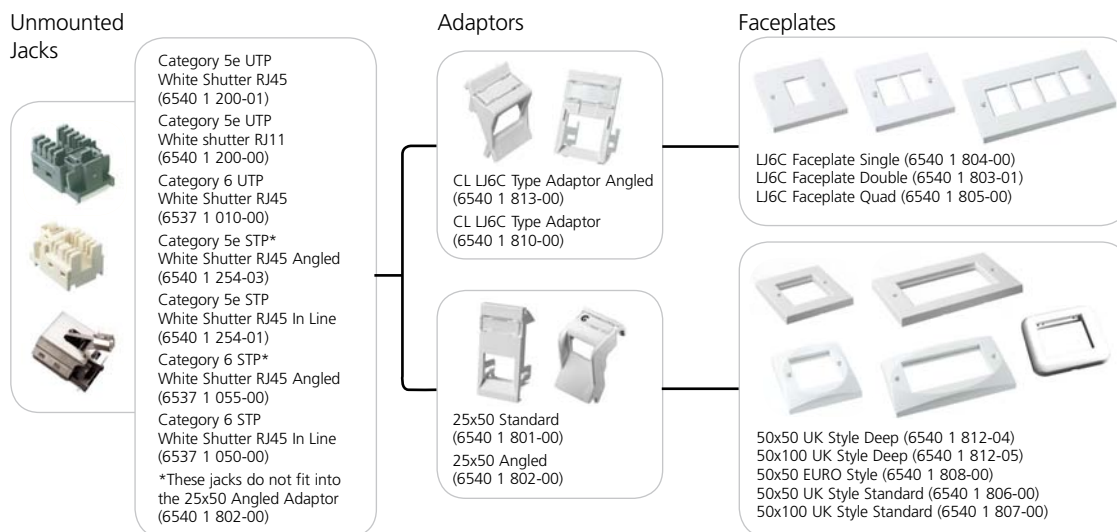 Unmounted
Jacks
Category 5e UTP
White Shutter RJ45
(6540 1 200-01)
Category 5e UTP
White shutter RJ11
(6540 1 200-00)
Category 6 UTP
White Shutter RJ45
(6537 1 010-00)
Category 5e STP*
White Shutter RJ45 Angled
(6540 1 254-03)
Category 5e STP
White Shutter RJ45 In Line
(6540 1 254-01)
Category 6 STP*
White Shutter RJ45 Angled
(6537 1 055-00)
Category 6 STP
White Shutter RJ45 In Line
(6537 1 050-00)
*These jacks do not fit into
the 25x50 Angled Adaptor
(6540 1 802-00)
Adaptors
CL LJ6C Type Adaptor Angled
(6540 1 813-00)
CL LJ6C Type Adaptor
(6540 1 810-00)
25x50 Standard
(6540 1 801-00)
25x50 Angled
(6540 1 802-00)
Faceplates
LJ6C Faceplate Single (6540 1 804-00)
LJ6C Faceplate Double (6540 1 803-01)
LJ6C Faceplate Quad (6540 1 805-00)
50x50 UK Style Deep (6540 1 812-04)
50x100 UK Style Deep (6540 1 812-05)
50x50 EURO Style (6540 1 808-00)
50x50 UK Style Standard (6540 1 806-00)
50x100 UK Style Standard (6540 1 807-00)